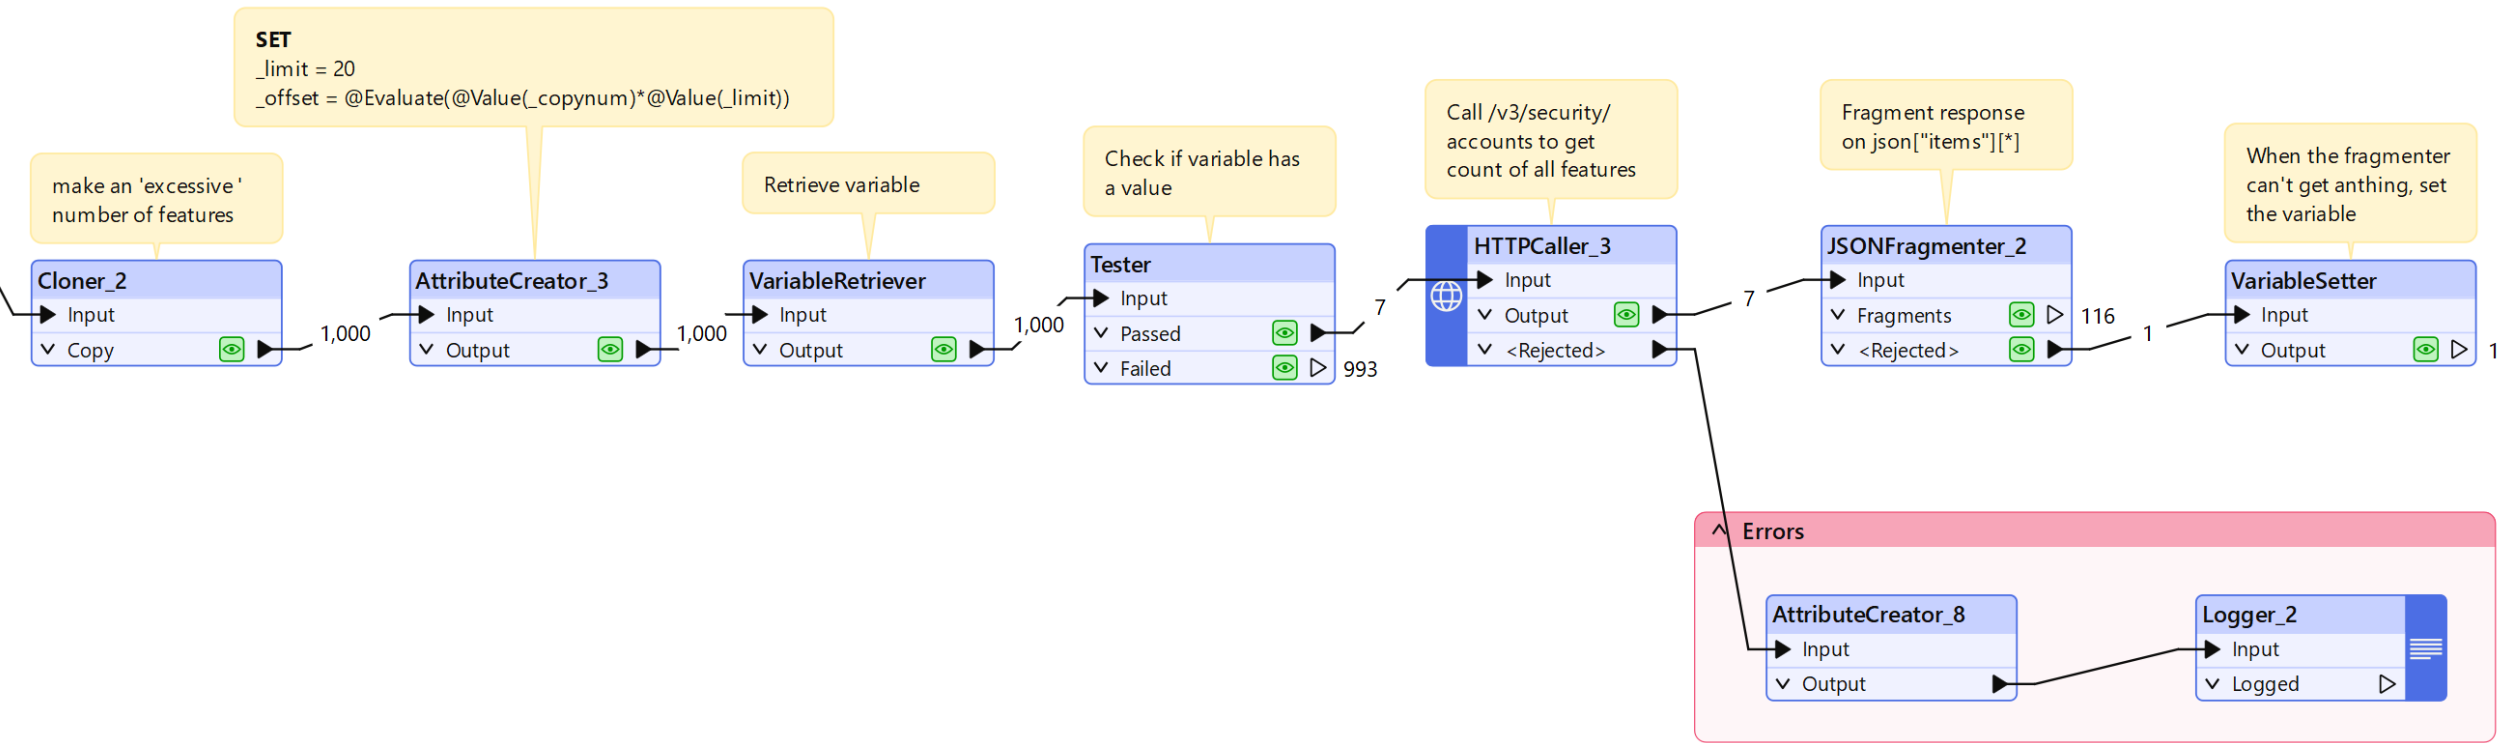 SET
_limit = 20
_offset = @Evaluate(@Value(_copynum)*@Value(_limit))
make an 'excessive '
number of features
Retrieve variable
Check if variable has
a value
Call /v3/security/
accounts to get
count of all features
Fragment response
on json["items"][*]
When the fragmenter
can't get anthing, set
the variable
Cloner_2
Input
Copy
1,000
AttributeCreator_3
Input
Output
1,000
VariableRetriever
Input
Output
1,000
Tester
Input
Passed
Failed
7
993
HTTPCaller_3
Input
Output
<Rejected>
7
JSONFragmenter_2
Input
Fragments
116
<Rejected>
1
VariableSetter
Input
Output
1
Errors
AttributeCreator_8
Input
Output
Logger_2
Input
Logged